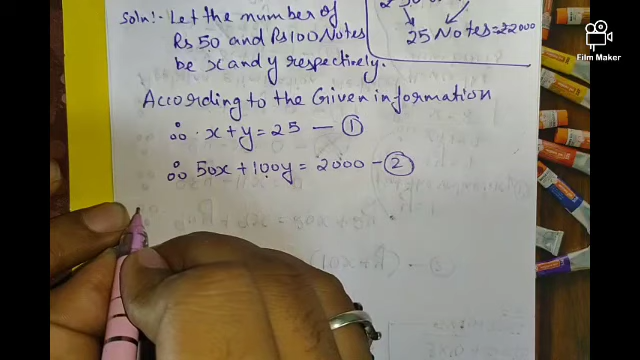 Soln:- Let the number of
Rs 50 and Rs 100 Notes
be x and y respectively.
25 Notes = 22000
According to the Given information
∴ x + y = 25 — ①
∴ 50x + 100y = 2000 — ②
Film Maker